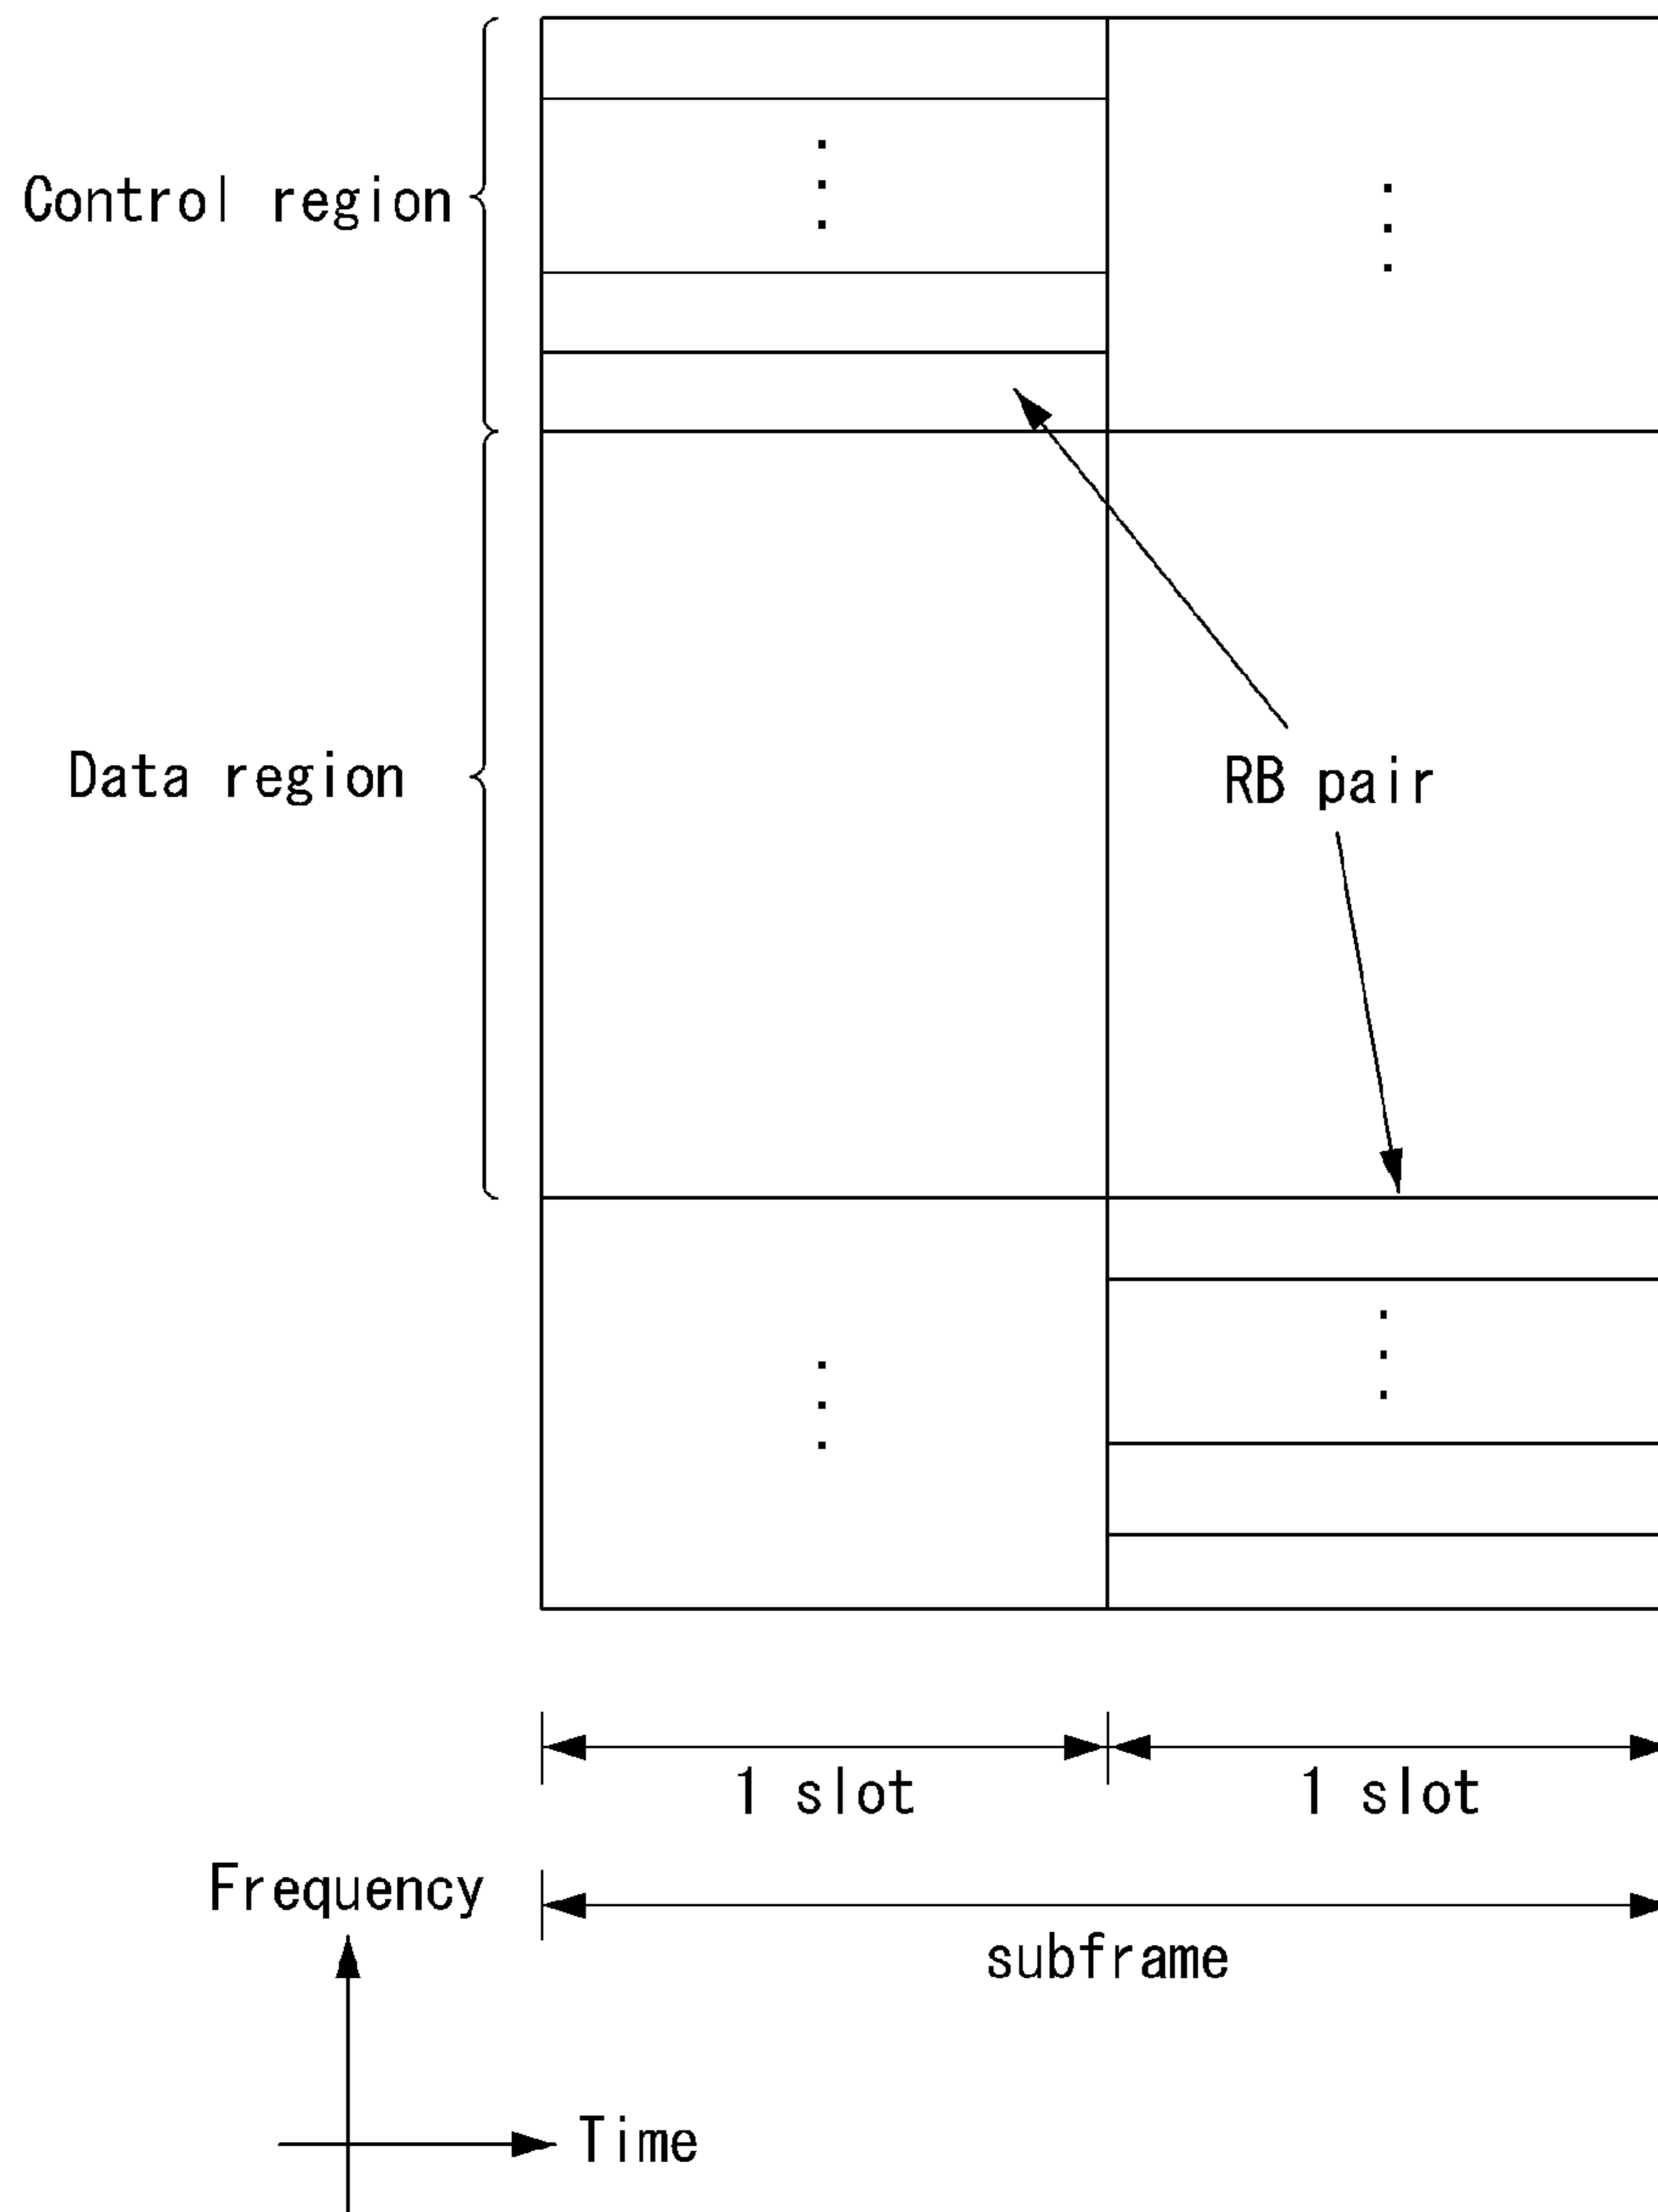 Control region
Data region
RB pair
1 slot
1 slot
Frequency
subframe
Time